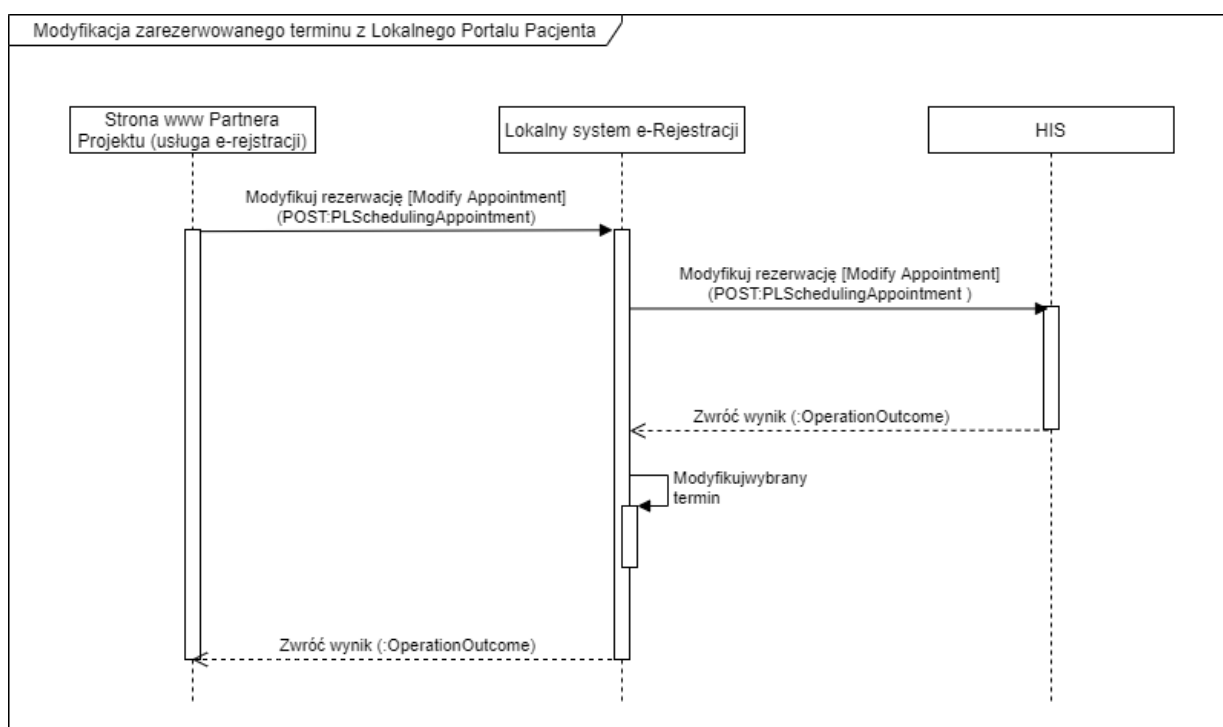 Modyfikacja zarezerwowanego terminu z Lokalnego Portalu Pacjenta
Strona www Partnera
Projektu (usługa e-rejstracji)
Lokalny system e-Rejestracji
HIS
Modyfikuj rezerwację [Modify Appointment]
(POST:PLSchedulingAppointment)
Modyfikuj rezerwację [Modify Appointment]
(POST:PLSchedulingAppointment )
Zwróć wynik (:OperationOutcome)
Modyfikujwybrany
termin
Zwróć wynik (:OperationOutcome)